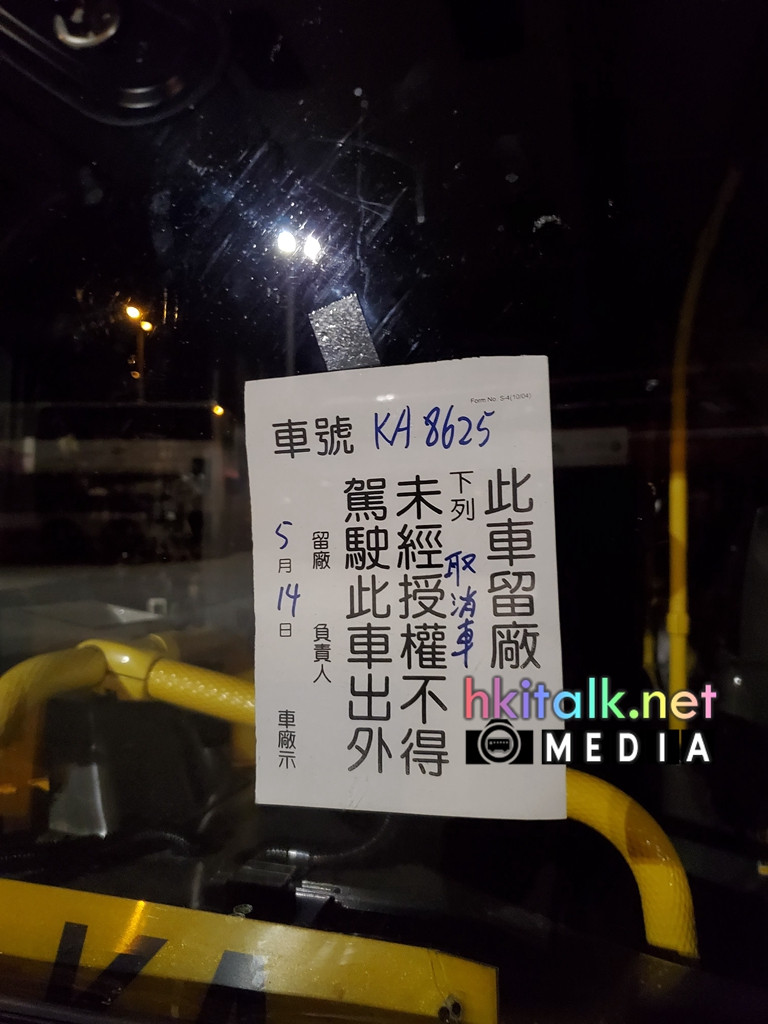 Form No. S-4(10/04)
車號 KA 8625
此車留廠
下列 取消車
未經授權不得
駕駛此車出外
留廠 負責人
5月14日
車廠示
hkitalk.net
MEDIA
KA